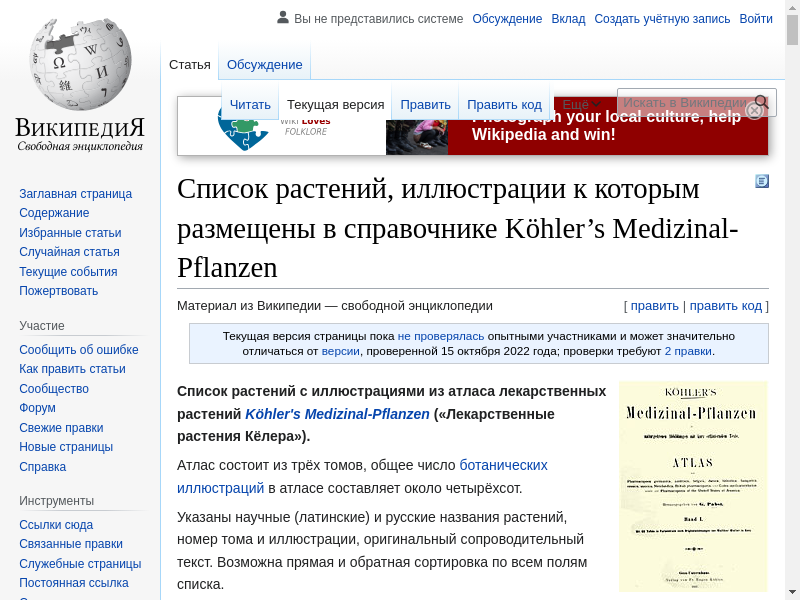 Вы не представились системе Обсуждение Вклад Создать учётную запись Войти
Статья Обсуждение
Читать Текущая версия Править Править код Ещё Искать в Википедии
ВикипедиЯ
Свободная энциклопедия
Заглавная страница
Содержание
Избранные статьи
Случайная статья
Текущие события
Пожертвовать
Участие
Сообщить об ошибке
Как править статьи
Сообщество
Форум
Свежие правки
Новые страницы
Справка
Инструменты
Ссылки сюда
Связанные правки
Служебные страницы
Постоянная ссылка
Wiki Loves
FOLKLORE
Photograph your local culture, help
Wikipedia and win!
Список растений, иллюстрации к которым
размещены в справочнике Köhler’s Medizinal-
Pflanzen
Материал из Википедии — свободной энциклопедии
[ править | править код ]
Текущая версия страницы пока не проверялась опытными участниками и может значительно
отличаться от версии, проверенной 15 октября 2022 года; проверки требуют 2 правки.
Список растений с иллюстрациями из атласа лекарственных
растений Köhler's Medizinal-Pflanzen («Лекарственные
растения Кёлера»).
Атлас состоит из трёх томов, общее число ботанических
иллюстраций в атласе составляет около четырёхсот.
Указаны научные (латинские) и русские названия растений,
номер тома и иллюстрации, оригинальный сопроводительный
текст. Возможна прямая и обратная сортировка по всем полям
списка.
KÖHLER'S
Medizinal-Pflanzen
ATLAS
G. Pabst.
Band I.